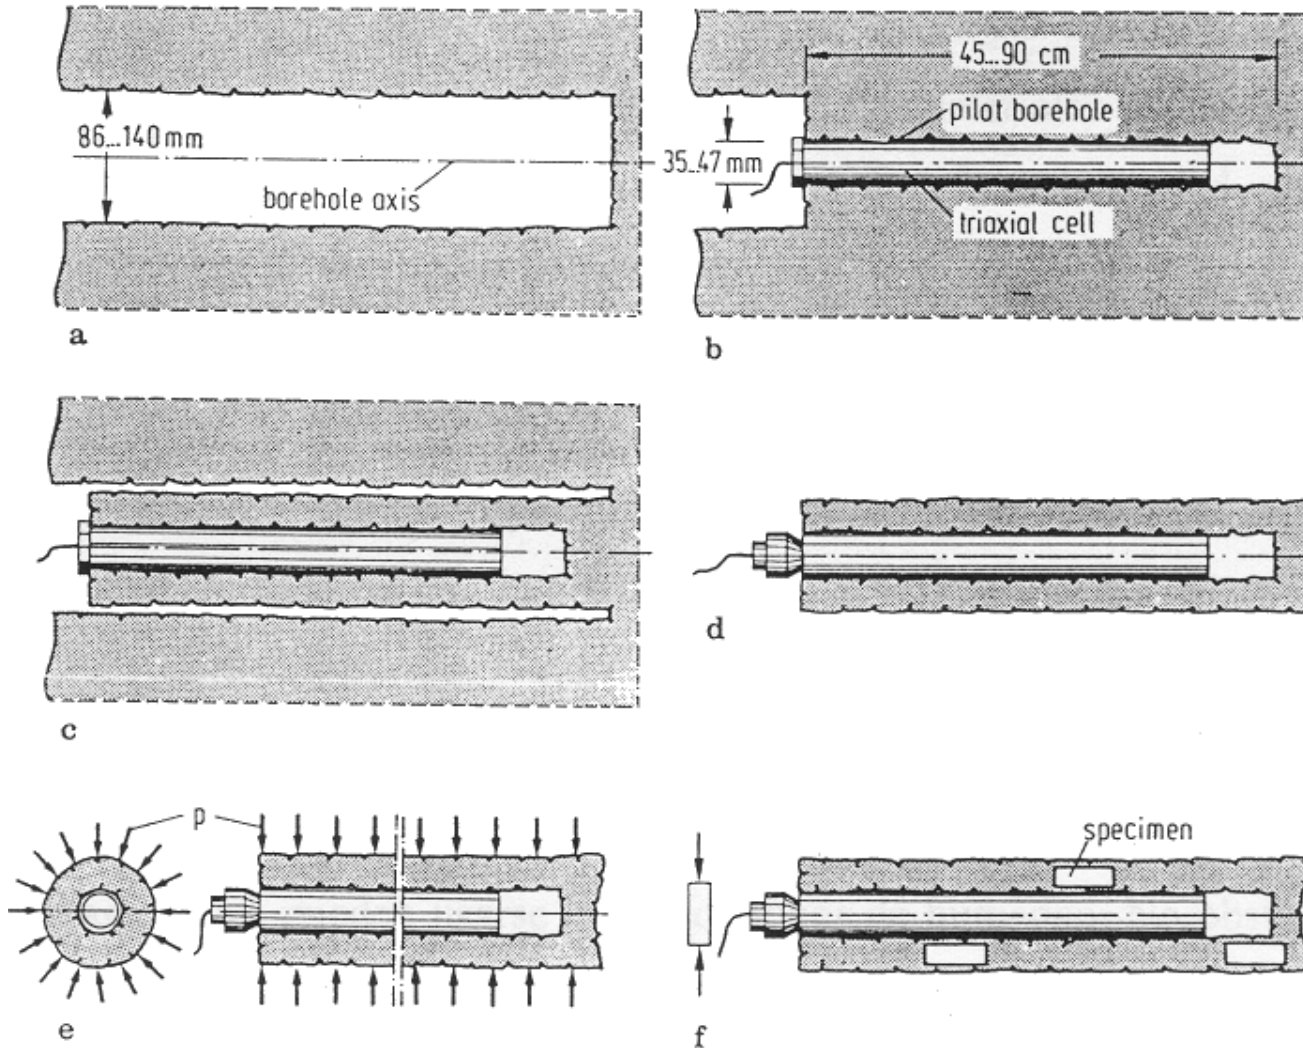 86...140 mm
borehole axis
a
45...90 cm
pilot borehole
35...47 mm
triaxial cell
b
c
d
p
e
specimen
f